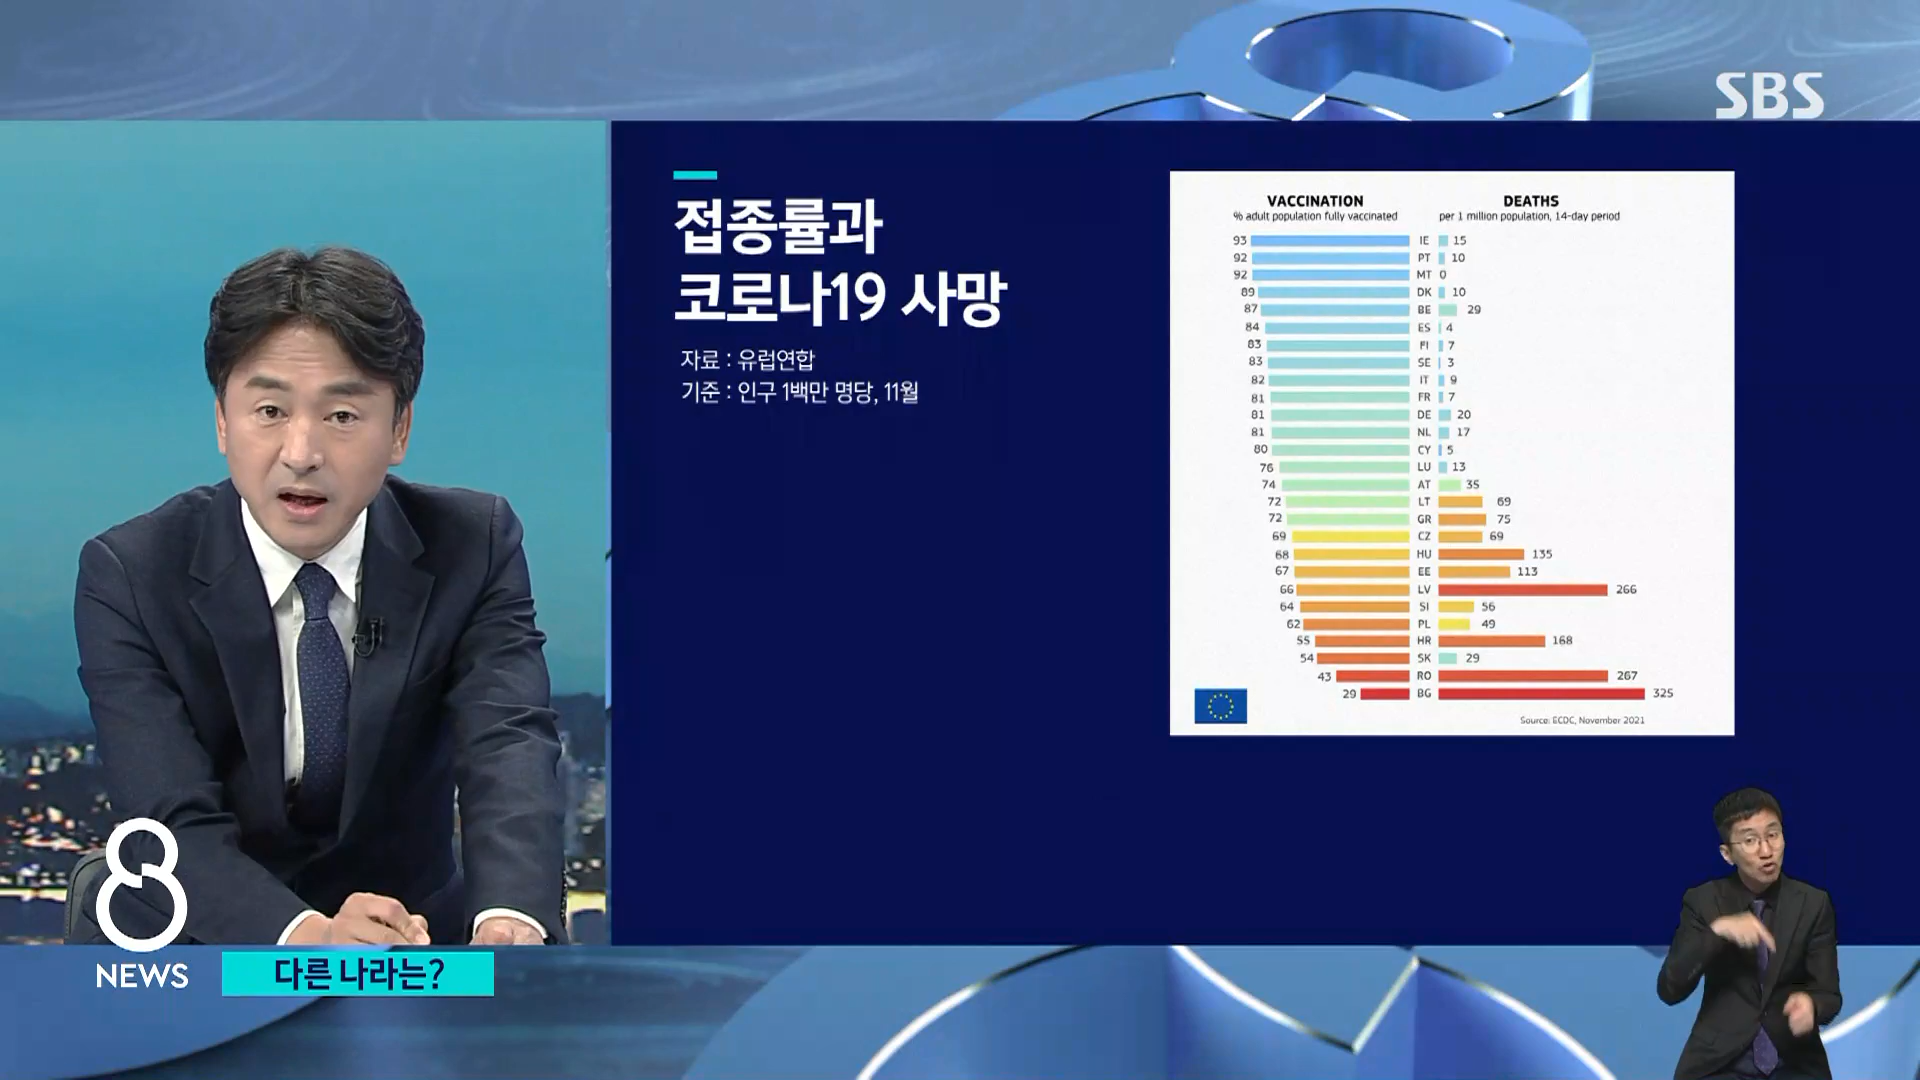 SBS
접종률과
코로나19 사망
자료 : 유럽연합
기준 : 인구 1백만 명당, 11월
VACCINATION DEATHS
% adult population fully vaccinated per 1 million population, 14-day period
93 IE 15
92 PT 10
92 MT 0
89 DK 10
87 BE 29
84 ES 4
83 FI 7
83 SE 3
82 IT 9
81 FR 7
81 DE 20
81 NL 17
80 CY 5
76 LU 13
74 AT 35
72 LT 69
72 GR 75
69 CZ 69
68 HU 135
67 EE 113
66 LV 266
64 SI 56
62 PL 49
55 HR 168
54 SK 29
43 RO 267
29 BG 325
Source: ECDC, November 2021
8
NEWS
다른 나라는?